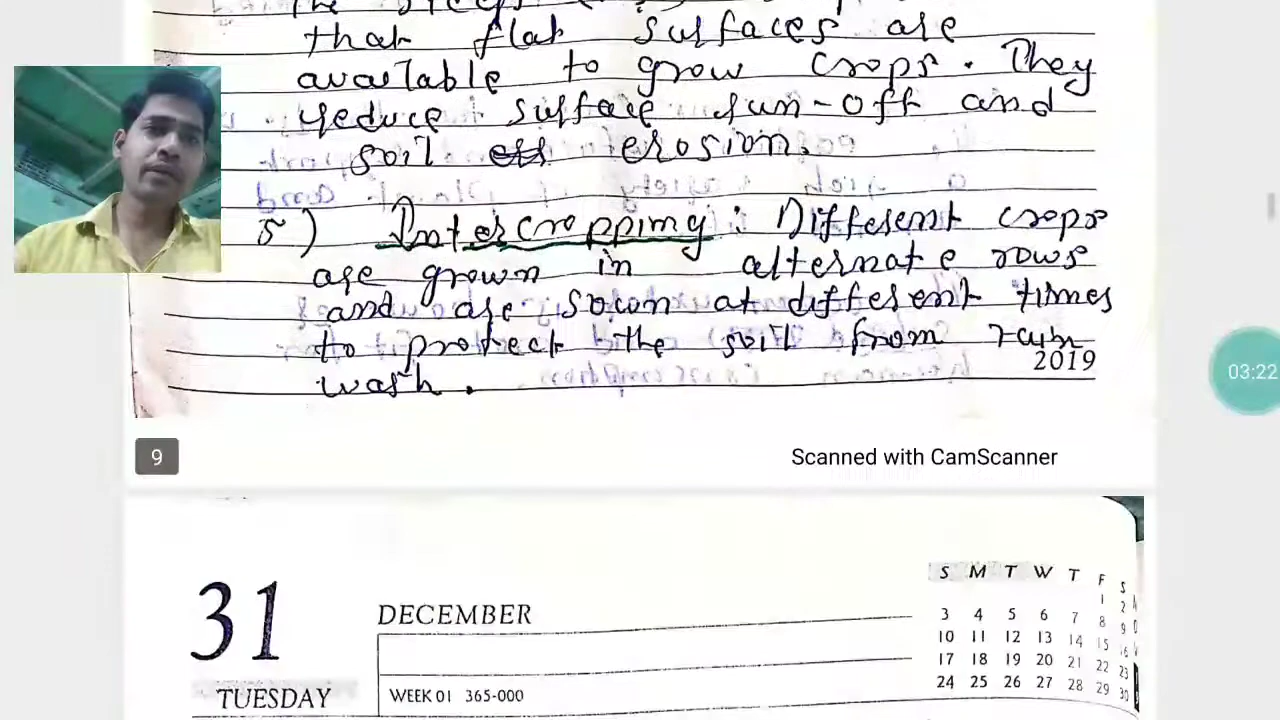 that flat surfaces are
available to grow crops. They
reduce surface run-off and
soil erosion.
5) Intercropping : Different crops
are grown in alternate rows
and are sown at different times
to protect the soil from rain
wash.
2019
03:22
9
Scanned with CamScanner
S M T W T F S
1 2
31 DECEMBER
3 4 5 6 7 8 9
10 11 12 13 14 15 16
17 18 19 20 21 22 23
24 25 26 27 28 29 30
TUESDAY
WEEK 01 365-000